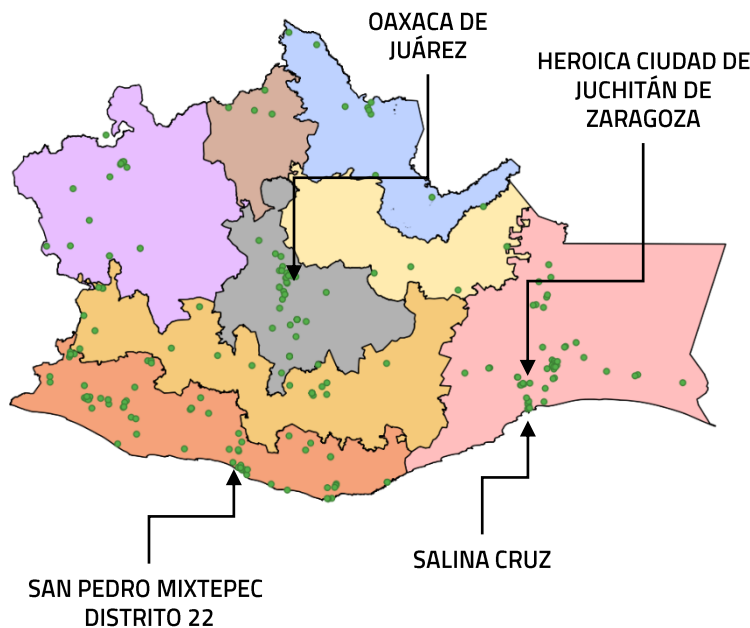 OAXACA DE
JUÁREZ
HEROICA CIUDAD DE
JUCHITÁN DE
ZARAGOZA
SALINA CRUZ
SAN PEDRO MIXTEPEC
DISTRITO 22